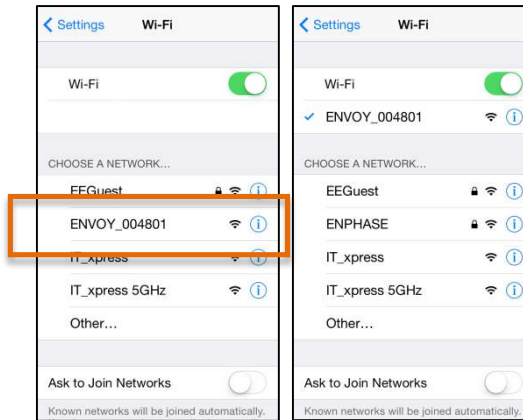 Settings
Wi-Fi
Wi-Fi
CHOOSE A NETWORK...
EEGuest
ENVOY_004801
IT_xpress
IT_xpress 5GHz
Other...
Ask to Join Networks
Known networks will be joined automatically.
Settings
Wi-Fi
Wi-Fi
ENVOY_004801
CHOOSE A NETWORK...
EEGuest
ENPHASE
IT_xpress
IT_xpress 5GHz
Other...
Ask to Join Networks
Known networks will be joined automatically.